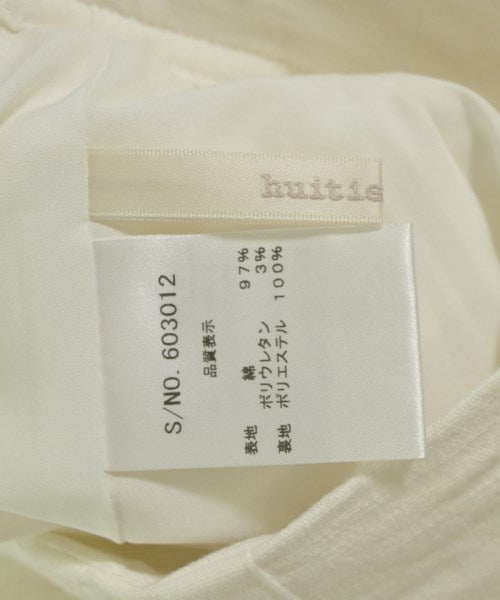 huitie
S/NO. 603012
品質表示
表地 綿 97%
ポリウレタン 3%
裏地 ポリエステル 100%